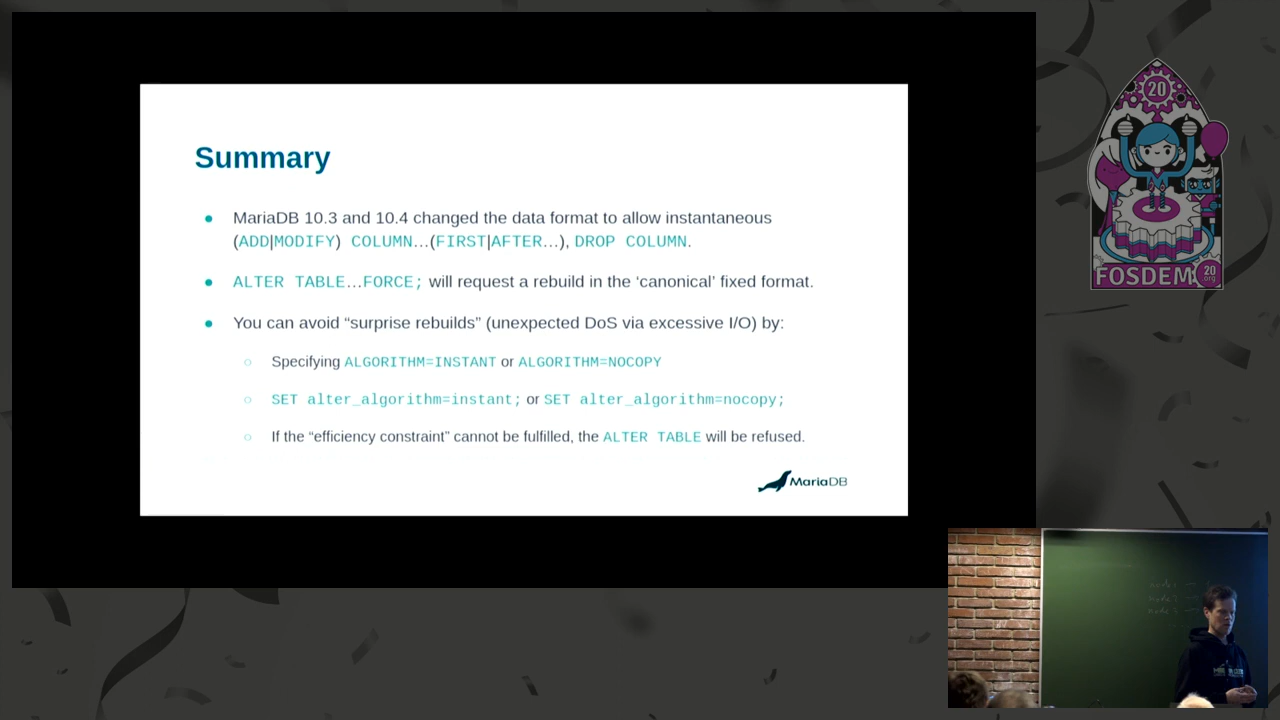 Summary
● MariaDB 10.3 and 10.4 changed the data format to allow instantaneous
(ADD|MODIFY) COLUMN…(FIRST|AFTER…), DROP COLUMN.
● ALTER TABLE…FORCE; will request a rebuild in the ‘canonical’ fixed format.
● You can avoid “surprise rebuilds” (unexpected DoS via excessive I/O) by:
○ Specifying ALGORITHM=INSTANT or ALGORITHM=NOCOPY
○ SET alter_algorithm=instant; or SET alter_algorithm=nocopy;
○ If the “efficiency constraint” cannot be fulfilled, the ALTER TABLE will be refused.
MariaDB
20
FOSDEM 20
.org